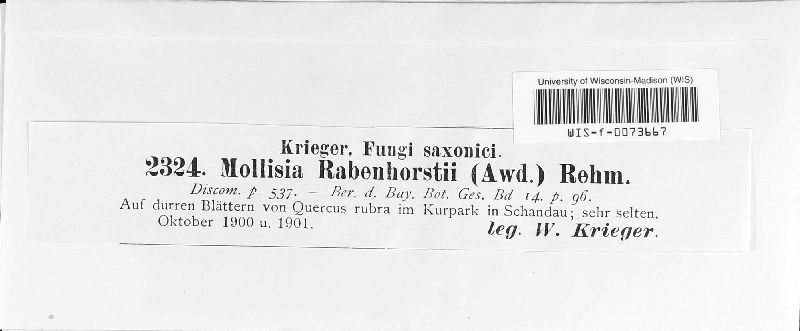 University of Wisconsin-Madison (WIS)
WIS-f-0073667
Krieger, Fungi saxonici.
2324. Mollisia Rabenhorstii (Awd.) Rehm.
Discom. p. 537. — Ber. d. Bay. Bot. Ges. Bd 14. p. 96.
Auf durren Blättern von Quercus rubra im Kurpark in Schandau; sehr selten.
Oktober 1900 u. 1901.
leg. W. Krieger.